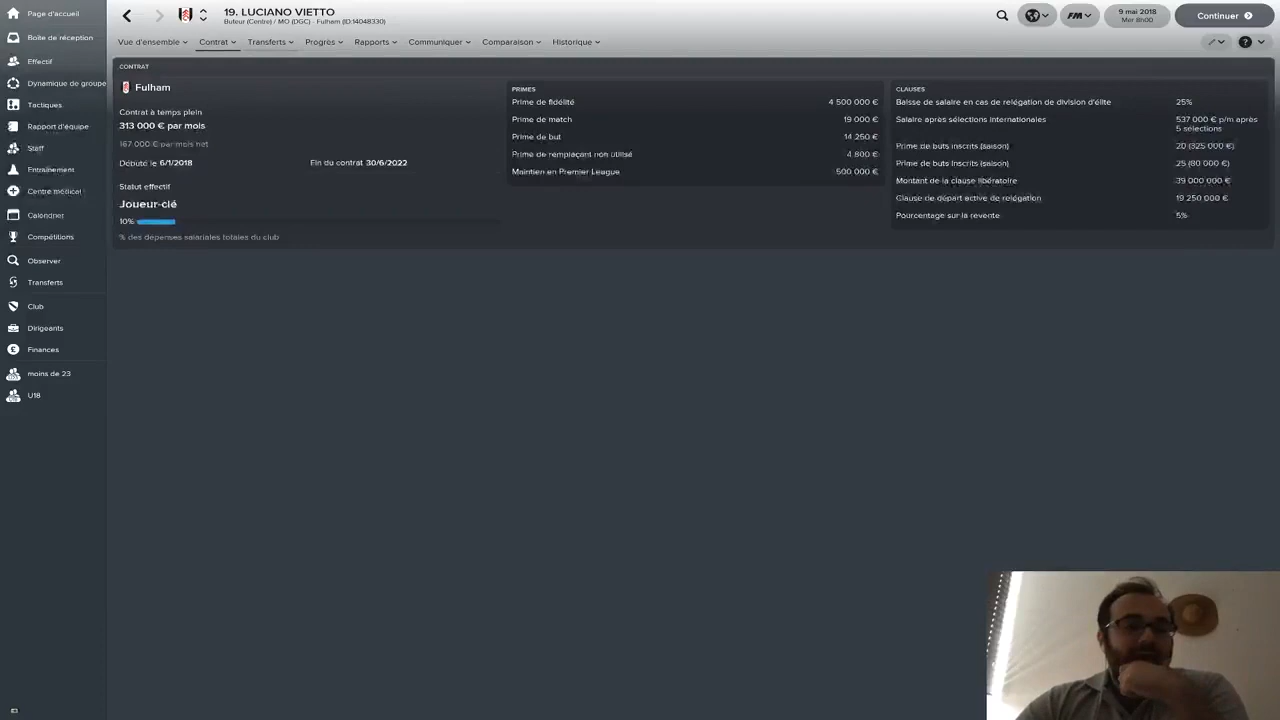 Page d'accueil
Boîte de réception
Effectif
Dynamique de groupe
Tactiques
Rapport d'équipe
Staff
Entraînement
Centre médical
Calendrier
Compétitions
Observer
Transferts
Club
Dirigeants
Finances
moins de 23
U18
19. LUCIANO VIETTO
Buteur (Centre) / MO (DGC) - Fulham (ID:14048330)
FM
9 mai 2018
Mer 8h00
Continuer
Vue d'ensemble
Contrat
Transferts
Progrès
Rapports
Communiquer
Comparaison
Historique
?
CONTRAT
Fulham
Contrat à temps plein
313 000 € par mois
167 000 € par mois net
Débuté le 6/1/2018 Fin du contrat 30/6/2022
Statut effectif
Joueur-clé
10%
% des dépenses salariales totales du club
PRIMES
Prime de fidélité 4 500 000 €
Prime de match 19 000 €
Prime de but 14 250 €
Prime de remplaçant non utilisé 4 800 €
Maintien en Premier League 500 000 €
CLAUSES
Baisse de salaire en cas de relégation de division d'élite 25%
Salaire après sélections internationales 537 000 € p/m après
5 sélections
Prime de buts inscrits (saison) 20 (325 000 €)
Prime de buts inscrits (saison) 25 (80 000 €)
Montant de la clause libératoire 39 000 000 €
Clause de départ active de relégation 19 250 000 €
Pourcentage sur la revente 5%